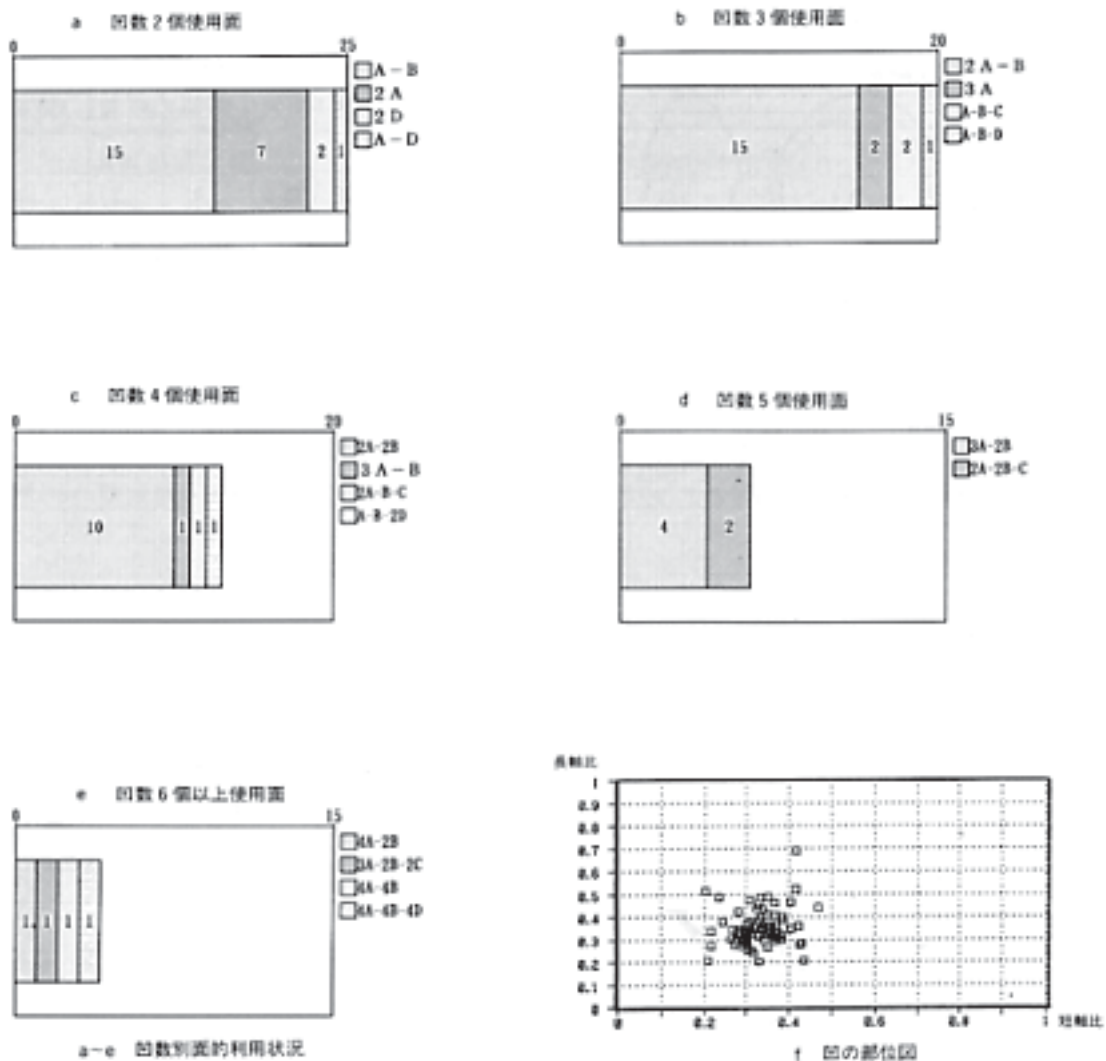 a 凹数2個使用面
0 25
A-B
2A
2D
A-D
15 7 2 1
b 凹数3個使用面
0 20
2A-B
3A
A-B-C
A-B-D
15 2 2 1
c 凹数4個使用面
0 20
2A-2B
3A-B
2A-B-C
A-B-2D
10 1 1 1
d 凹数5個使用面
0 15
3A-2B
2A-2B-C
4 2
e 凹数6個以上使用面
0 15
4A-2B
3A-2B-2C
4A-4B
4A-4B-4D
1 1 1 1
a-e 凹数別面的利用状況
長軸比
1
0.9
0.8
0.7
0.6
0.5
0.4
0.3
0.2
0.1
0
0 0.2 0.4 0.6 0.8 1 短軸比
f 凹の部位図